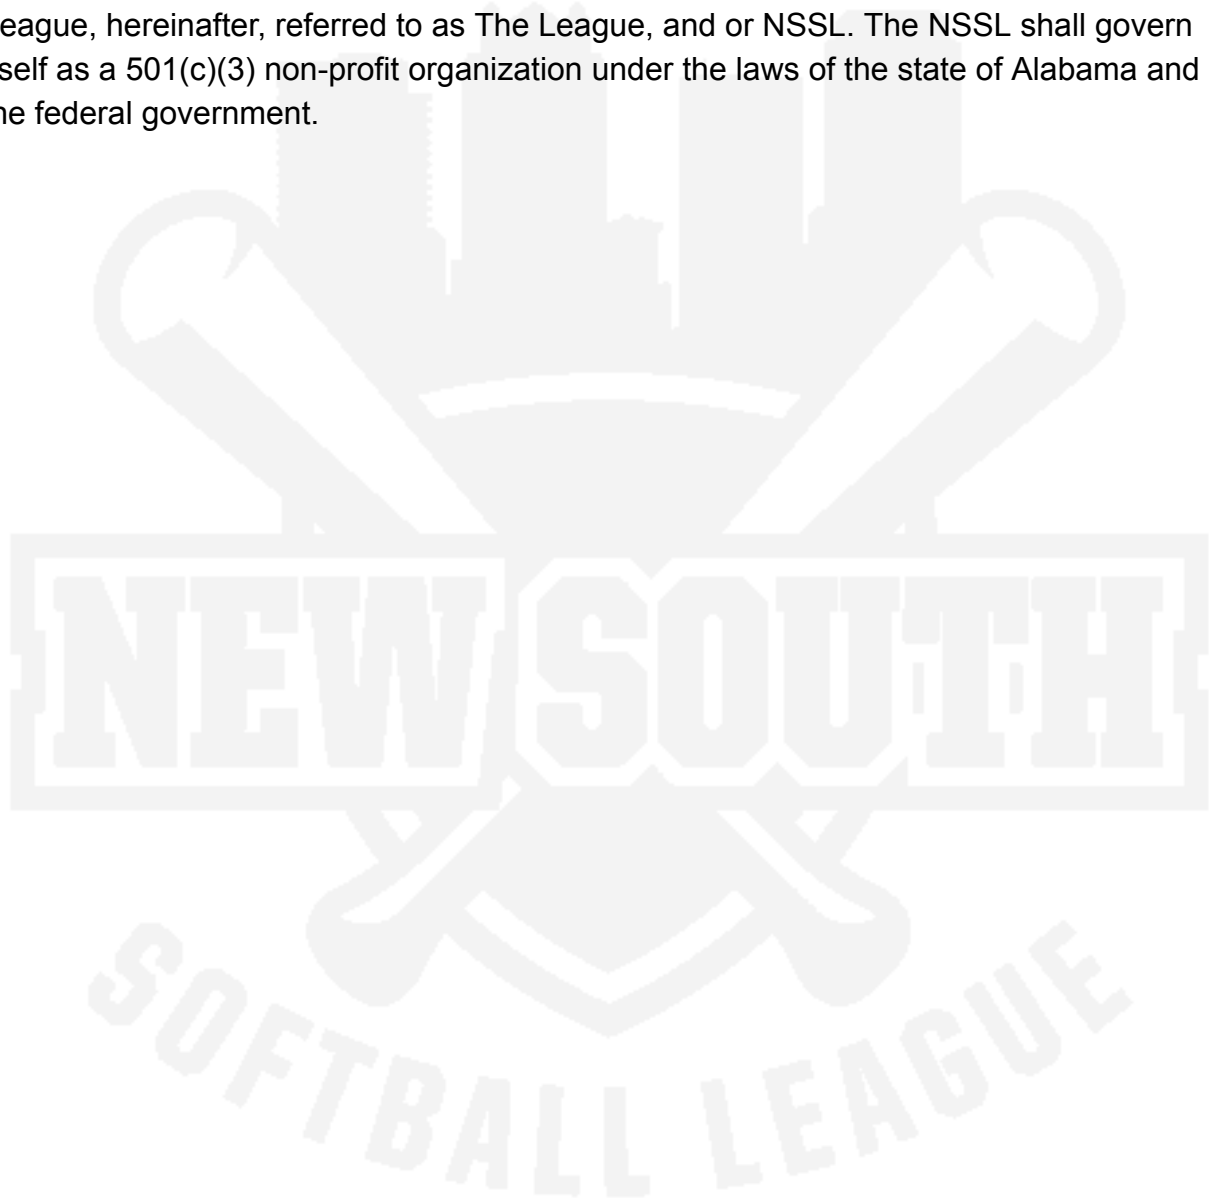 eague, hereinafter, referred to as The League, and or NSSL. The NSSL shall govern
self as a 501(c)(3) non-profit organization under the laws of the state of Alabama and
he federal government.
NEW SOUTH
SOFTBALL LEAGUE